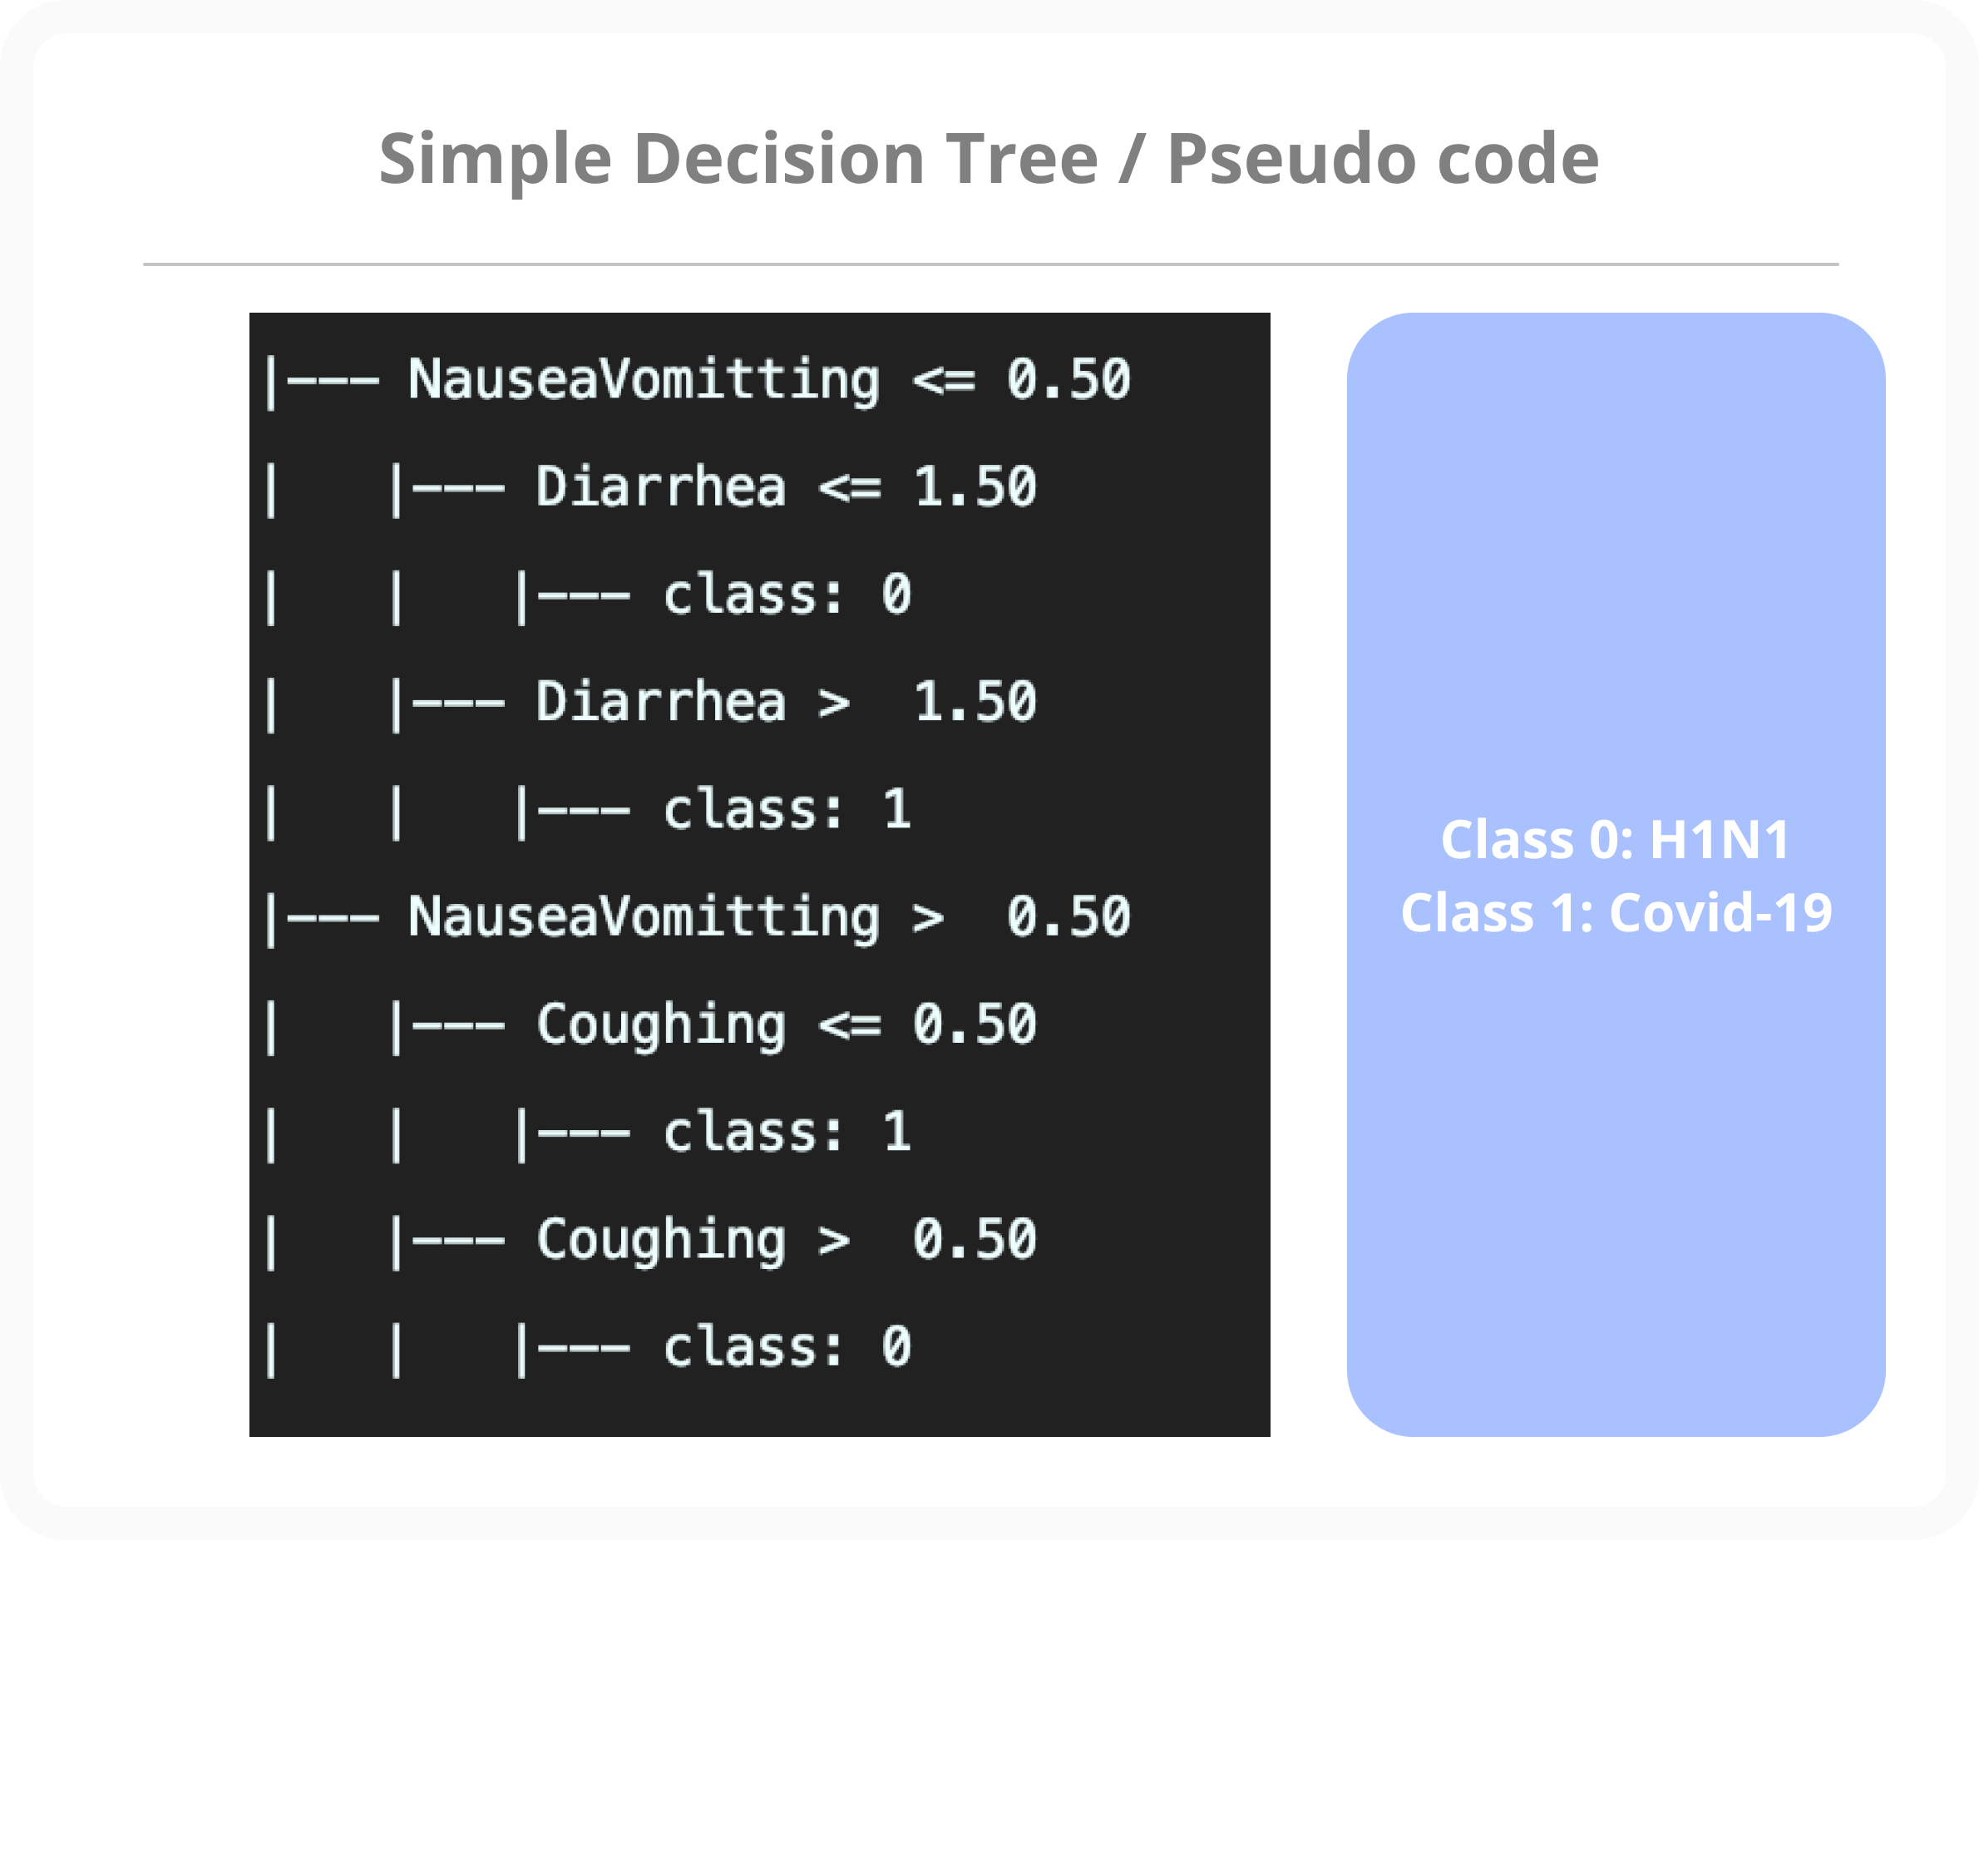 Simple Decision Tree / Pseudo code
|--- NauseaVomitting <= 0.50
|   |--- Diarrhea <= 1.50
|   |   |--- class: 0
|   |--- Diarrhea >  1.50
|   |   |--- class: 1
|--- NauseaVomitting >  0.50
|   |--- Coughing <= 0.50
|   |   |--- class: 1
|   |--- Coughing >  0.50
|   |   |--- class: 0
Class 0: H1N1
Class 1: Covid-19